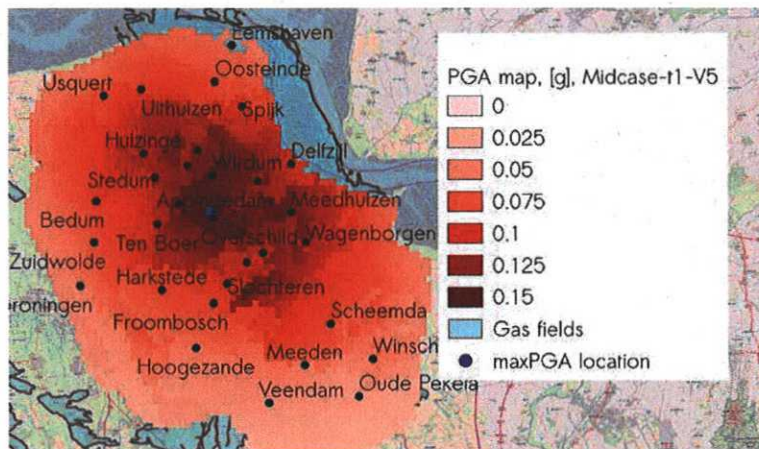 Eemshaven
Oosteinde
Usquert
Uithuizen
Spijk
Huizinge
Wirdum
Delfzijl
Stedum
Appingedam
Meedhuizen
Bedum
Ten Boer
Overschild
Wagenborgen
Zuidwolde
Harkstede
Slochteren
roningen
Froombosch
Scheemda
Hoogezande
Meeden
Winsch
Veendam
Oude Pekela
PGA map, [g], Midcase-t1-V5
0
0.025
0.05
0.075
0.1
0.125
0.15
Gas fields
maxPGA location